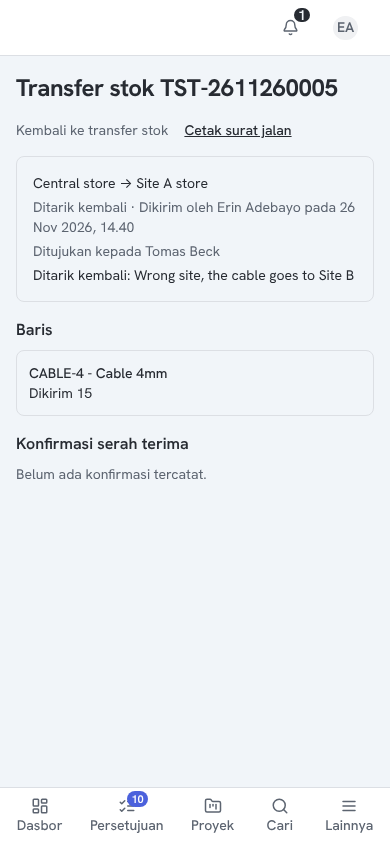 1
EA
Transfer stok TST-2611260005
Kembali ke transfer stok Cetak surat jalan
Central store → Site A store
Ditarik kembali · Dikirim oleh Erin Adebayo pada 26
Nov 2026, 14.40
Ditujukan kepada Tomas Beck
Ditarik kembali: Wrong site, the cable goes to Site B
Baris
CABLE-4 - Cable 4mm
Dikirim 15
Konfirmasi serah terima
Belum ada konfirmasi tercatat.
10
Dasbor Persetujuan Proyek Cari Lainnya